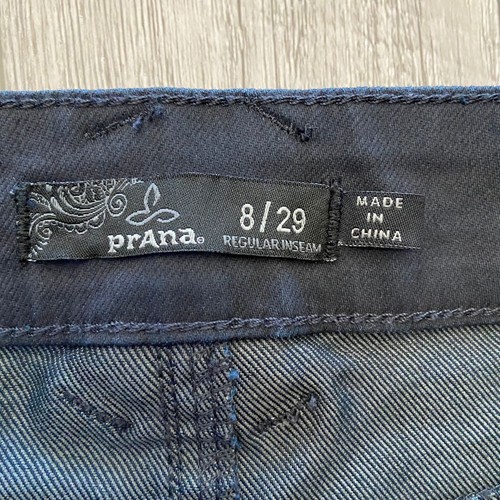 prAna
8/29
REGULAR INSEAM
MADE
IN
CHINA